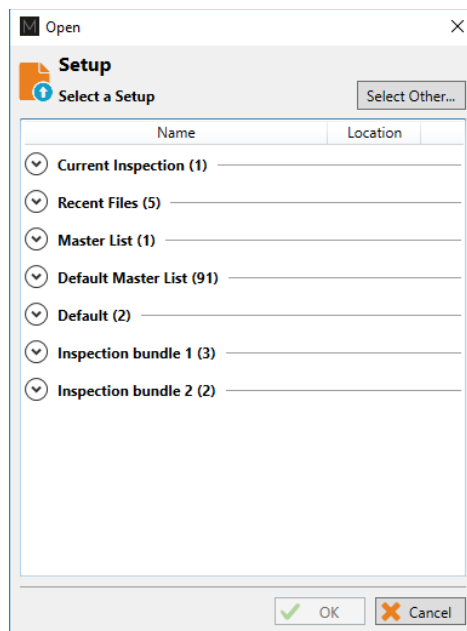 M Open
Setup
Select a Setup
Select Other...
Name Location
Current Inspection (1)
Recent Files (5)
Master List (1)
Default Master List (91)
Default (2)
Inspection bundle 1 (3)
Inspection bundle 2 (2)
OK Cancel